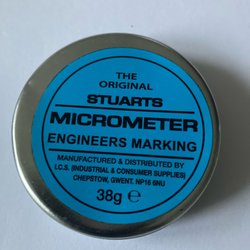 THE
ORIGINAL
STUARTS
MICROMETER
ENGINEERS MARKING
MANUFACTURED & DISTRIBUTED BY
I.C.S. (INDUSTRIAL & CONSUMER SUPPLIES)
CHEPSTOW, GWENT. NP16 6NU
38g ℮